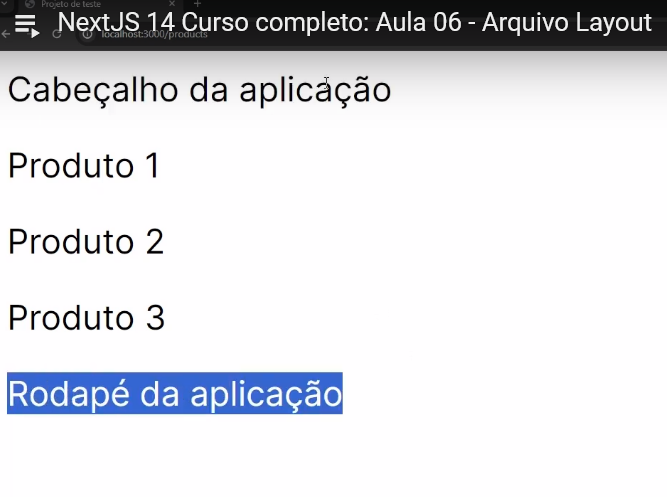 Projeto de teste
NextJS 14 Curso completo: Aula 06 - Arquivo Layout
localhost:3000/products
Cabeçalho da aplicação
Produto 1
Produto 2
Produto 3
Rodapé da aplicação